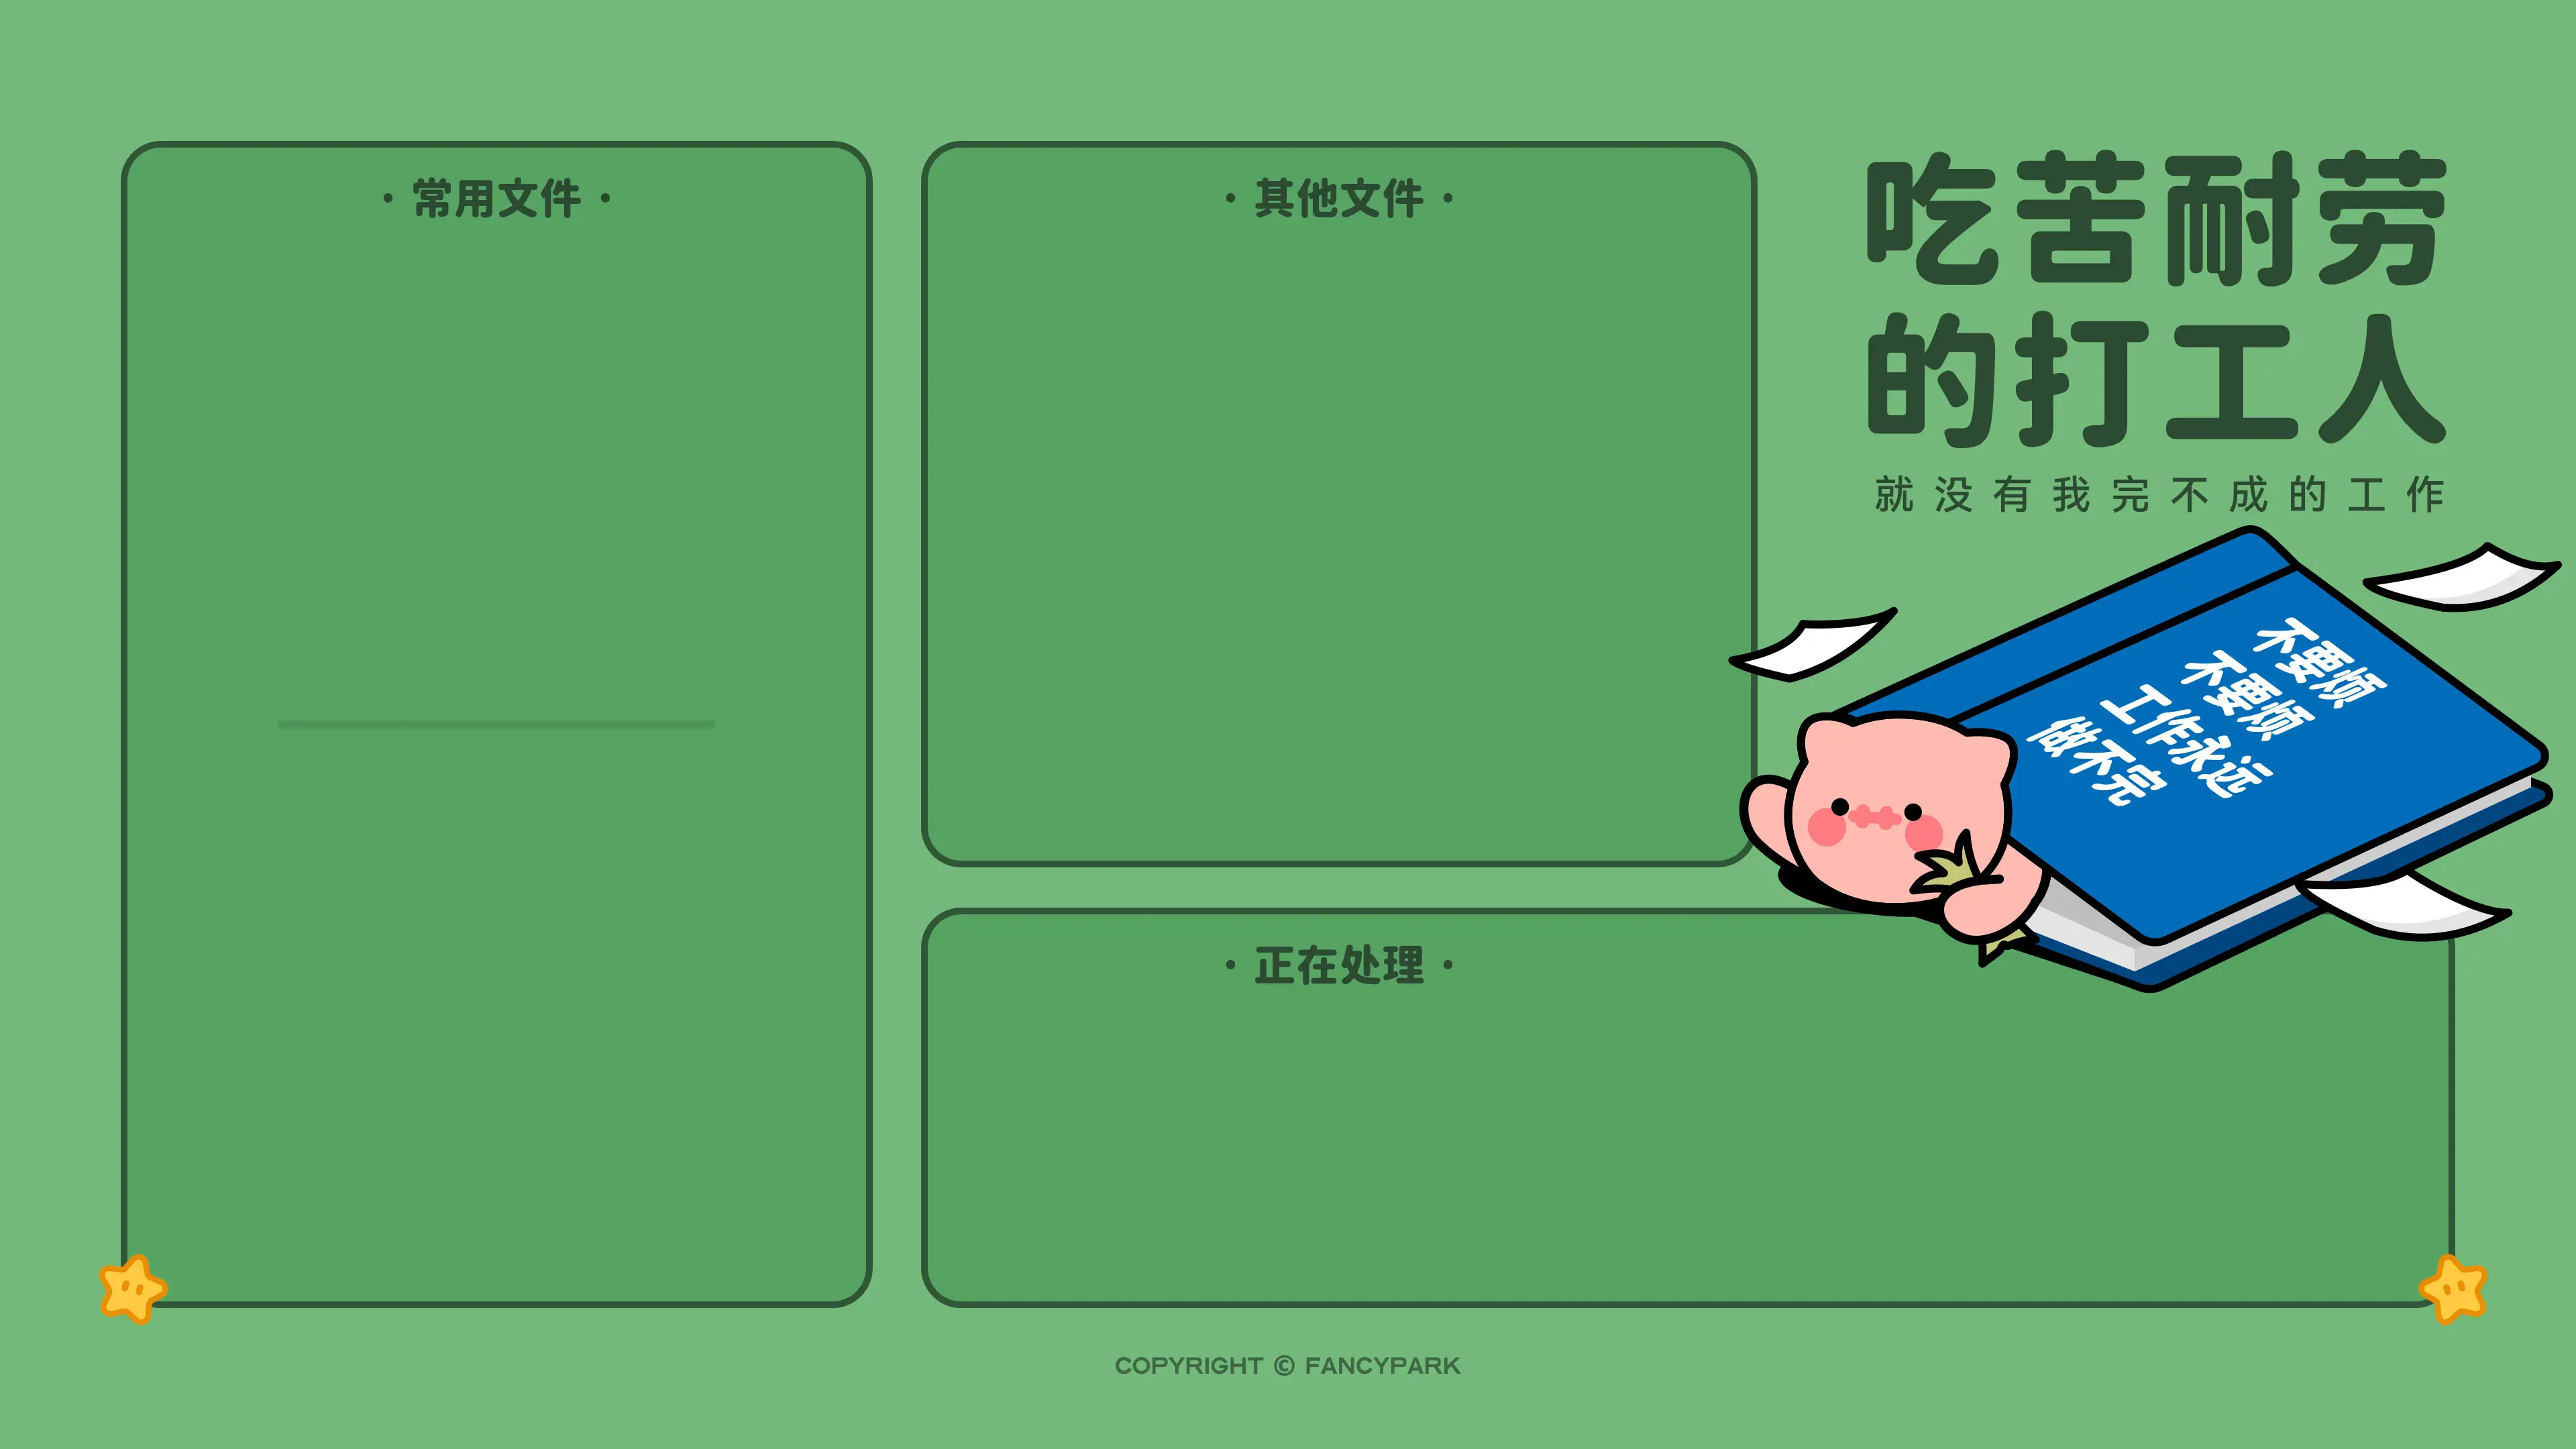 · 常用文件 ·
· 其他文件 ·
吃苦耐劳
的打工人
就没有我完不成的工作
不要烦
不要烦
工作永远
做不完
· 正在处理 ·
COPYRIGHT © FANCYPARK